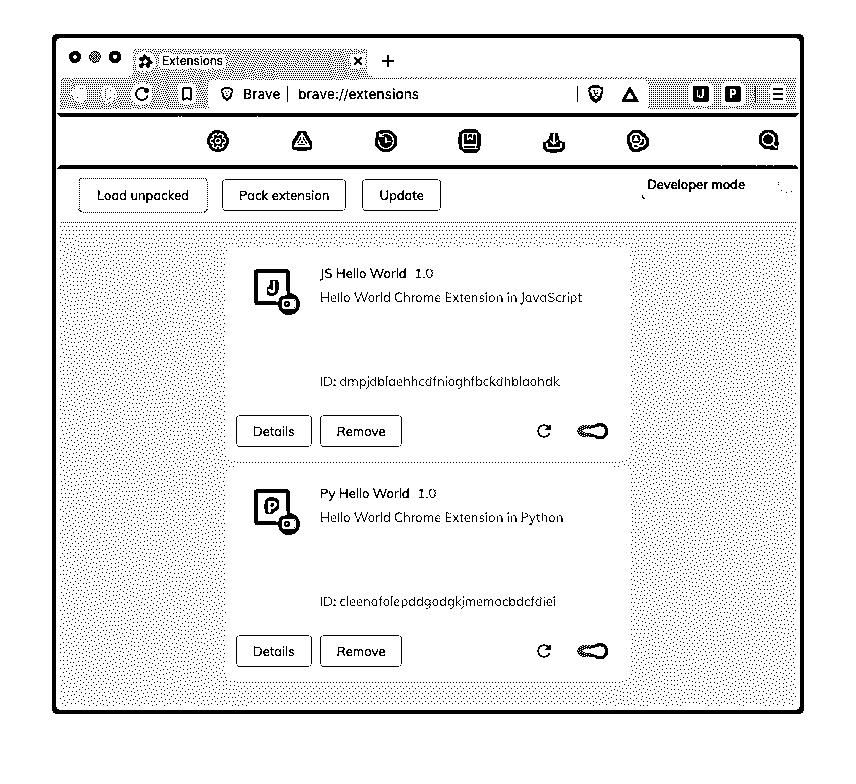 Extensions
Brave | brave://extensions
J P
Load unpacked Pack extension Update Developer mode
J
JS Hello World 1.0
Hello World Chrome Extension in JavaScript
ID:
Details Remove
P
Py Hello World 1.0
Hello World Chrome Extension in Python
ID:
Details Remove